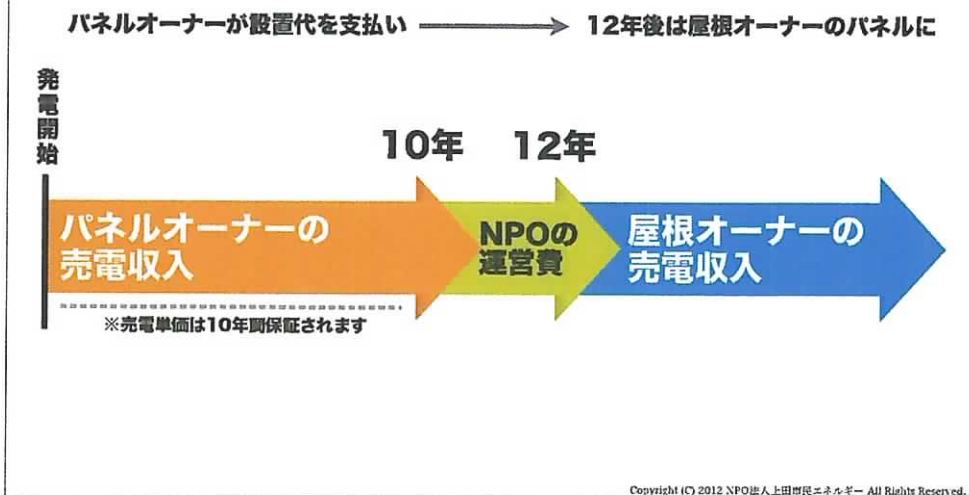 パネルオーナーが設置代を支払い
12年後は屋根オーナーのパネルに
発電開始
10年
12年
パネルオーナーの
売電収入
NPOの
運営費
屋根オーナーの
売電収入
※売電単価は10年間保証されます
Copyright (C) 2012 NPO法人上田市民エネルギー All Rights Reserved.